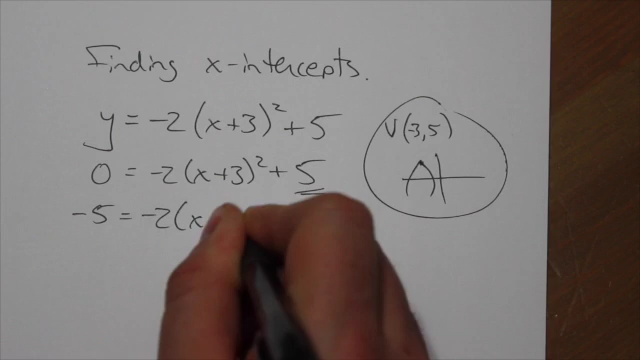 Finding x-intercepts.
y = -2(x+3)² + 5
V(-3,5)
0 = -2(x+3)² + 5
-5 = -2(x